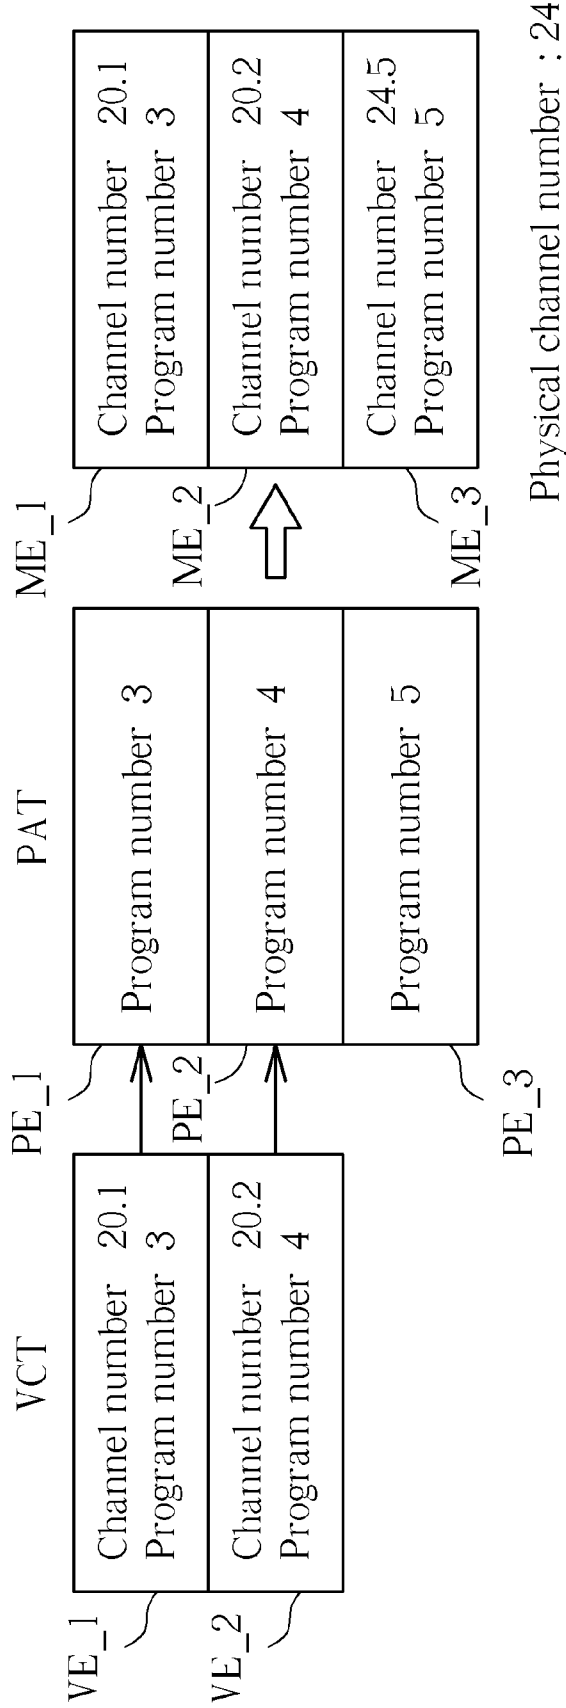 VCT
VE_1
Channel number 20.1
Program number 3
VE_2
Channel number 20.2
Program number 4
PAT
PE_1
Program number 3
PE_2
Program number 4
PE_3
Program number 5
ME_1
Channel number 20.1
Program number 3
ME_2
Channel number 20.2
Program number 4
ME_3
Channel number 24.5
Program number 5
Physical channel number : 24